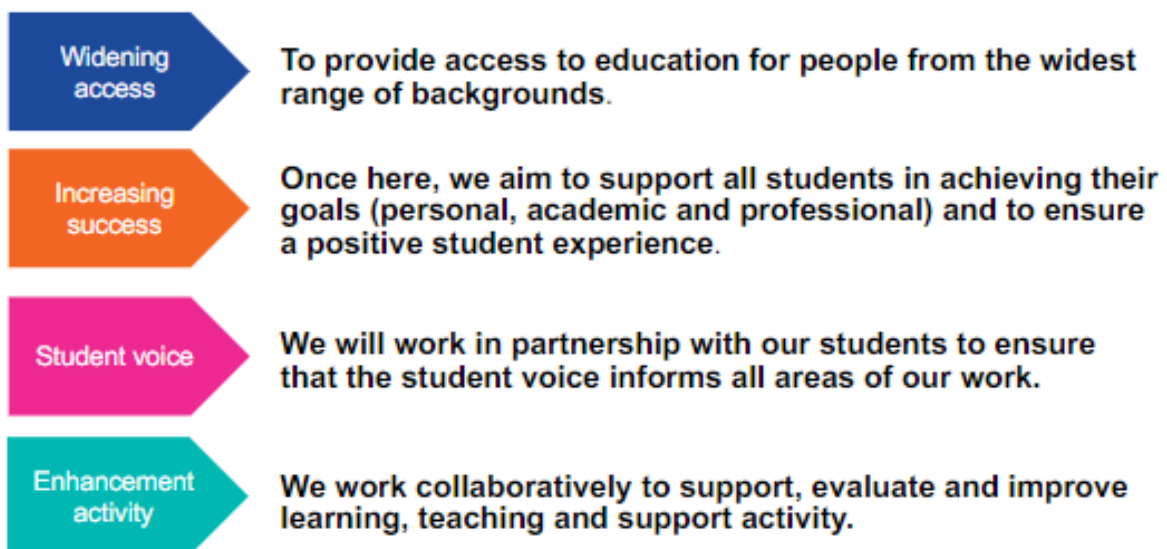 Widening
access
To provide access to education for people from the widest
range of backgrounds.
Increasing
success
Once here, we aim to support all students in achieving their
goals (personal, academic and professional) and to ensure
a positive student experience.
Student voice
We will work in partnership with our students to ensure
that the student voice informs all areas of our work.
Enhancement
activity
We work collaboratively to support, evaluate and improve
learning, teaching and support activity.